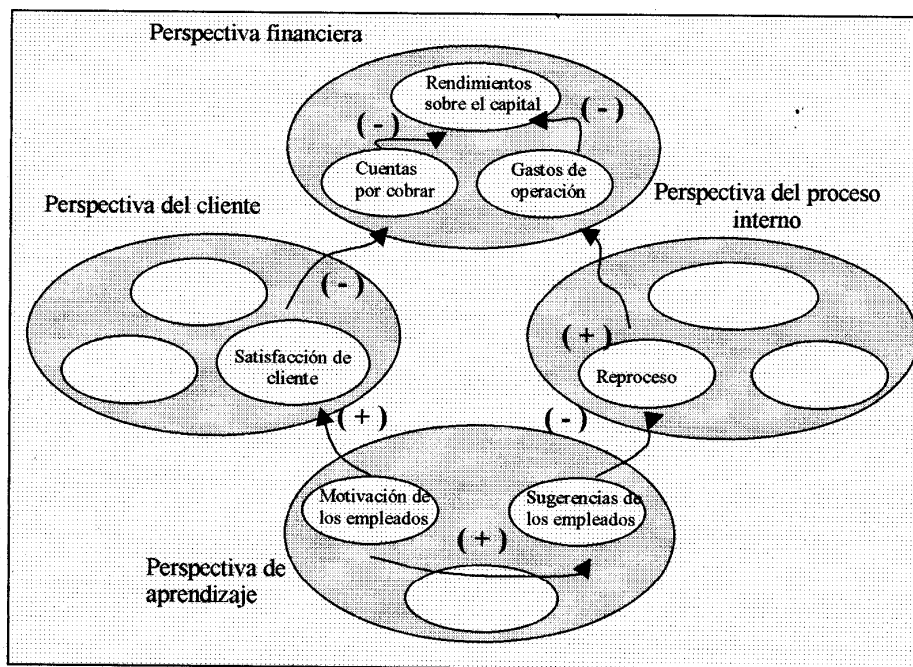 Perspectiva financiera
Rendimientos
sobre el capital
( - )
( - )
Cuentas
por cobrar
Gastos de
operación
Perspectiva del cliente
Perspectiva del proceso
interno
( - )
( + )
Satisfacción de
cliente
Reproceso
( + )
( - )
Motivación de
los empleados
Sugerencias de
los empleados
( + )
Perspectiva de
aprendizaje